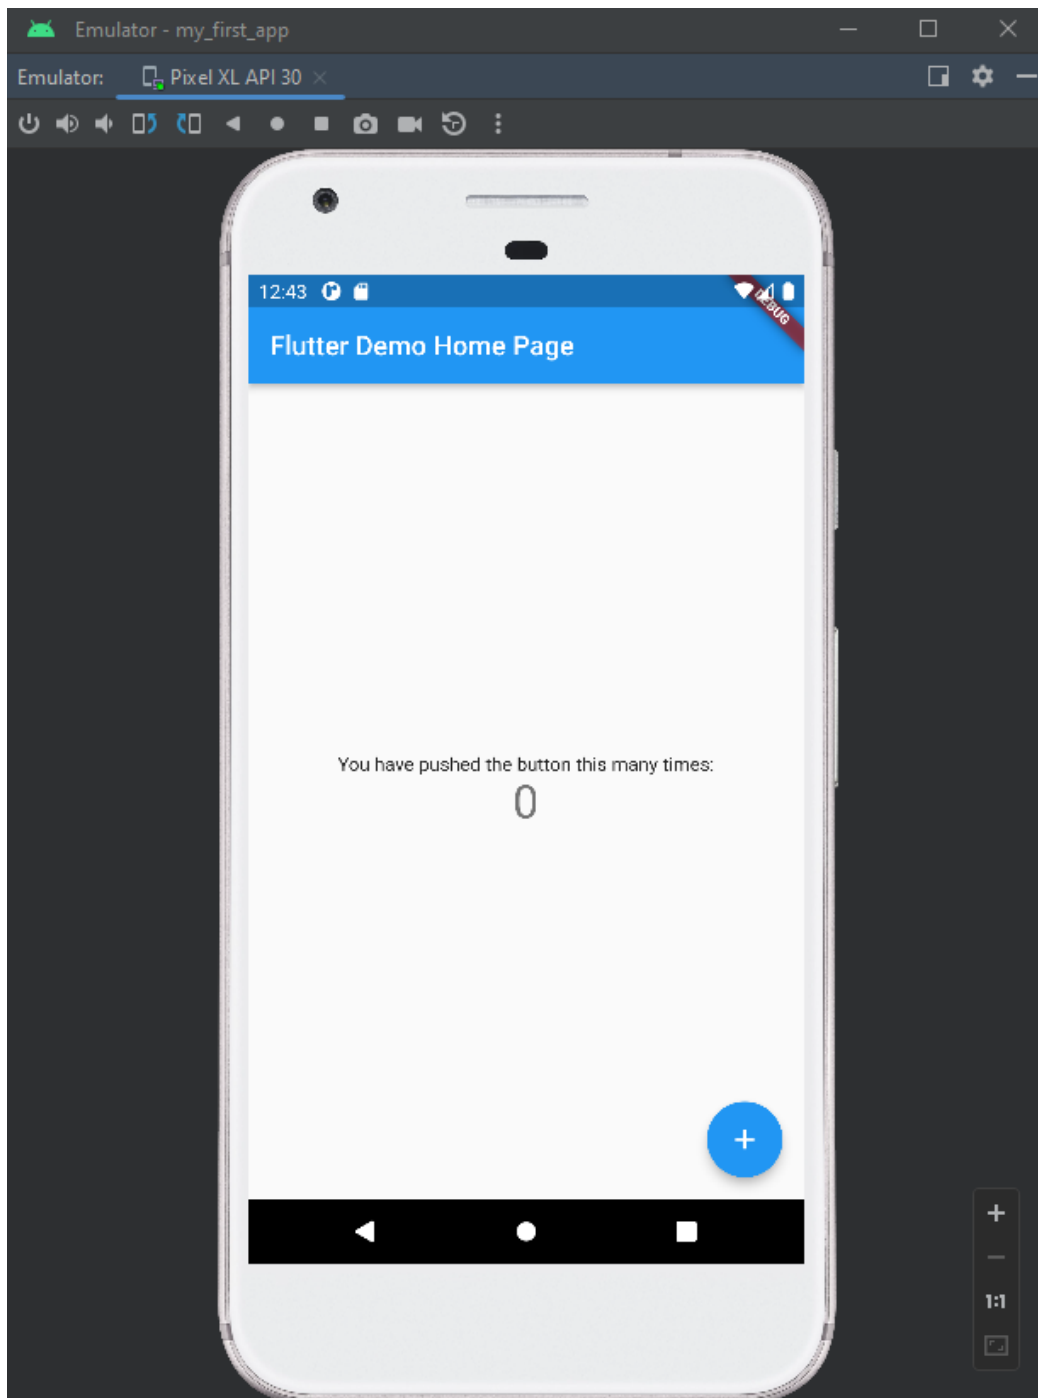 Emulator - my_first_app
Emulator: Pixel XL API 30
12:43
DEBUG
Flutter Demo Home Page
You have pushed the button this many times:
0
1:1